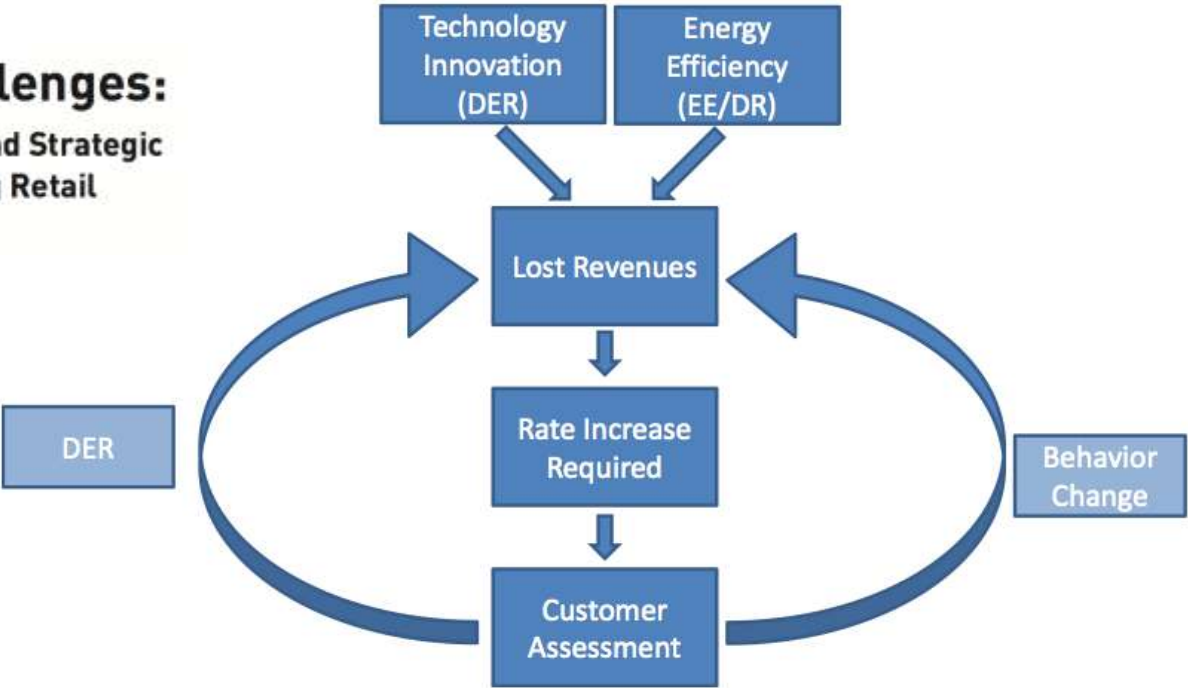 llenges:
d Strategic
Retail
Technology
Innovation
(DER)
Energy
Efficiency
(EE/DR)
Lost Revenues
Rate Increase
Required
DER
Behavior
Change
Customer
Assessment